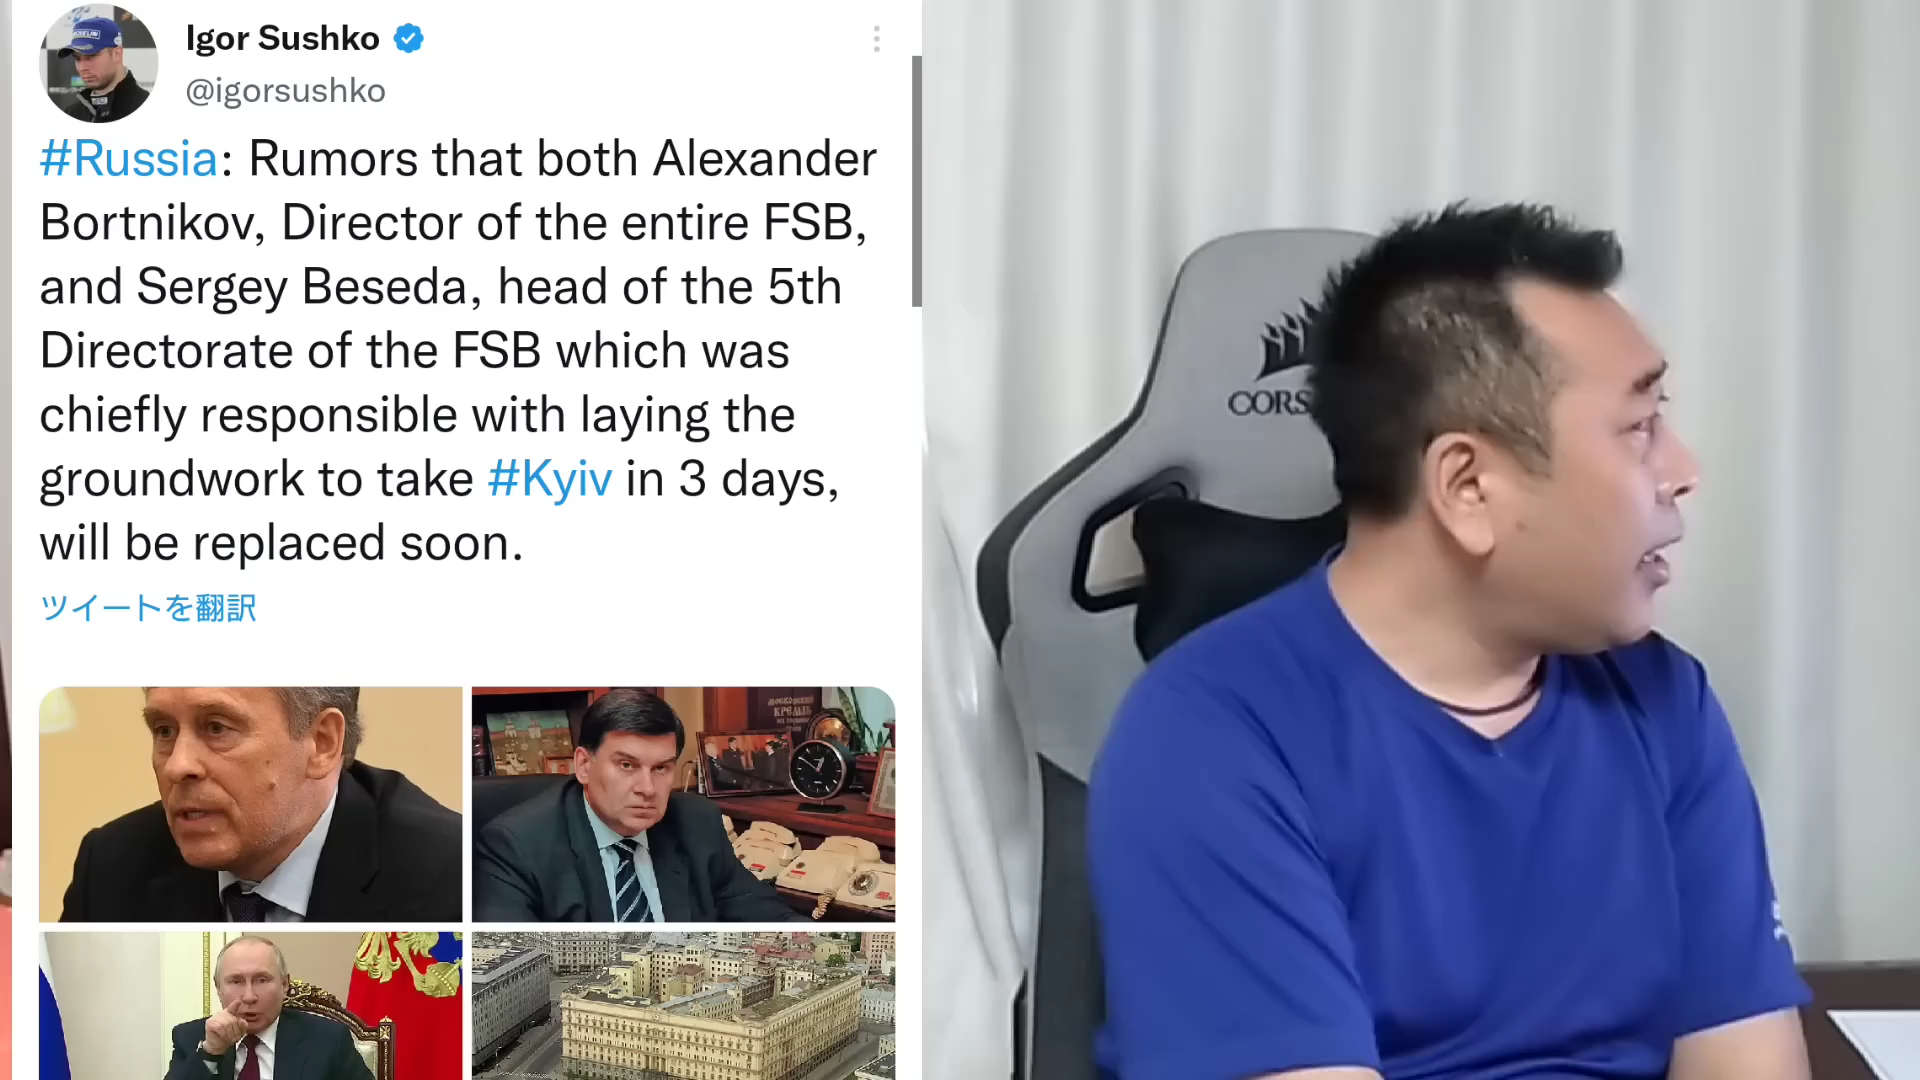 Igor Sushko
@igorsushko
#Russia: Rumors that both Alexander
Bortnikov, Director of the entire FSB,
and Sergey Beseda, head of the 5th
Directorate of the FSB which was
chiefly responsible with laying the
groundwork to take #Kyiv in 3 days,
will be replaced soon.
ツイートを翻訳
МОСКОВСКИЙ
КРЕМЛЬ
CORS